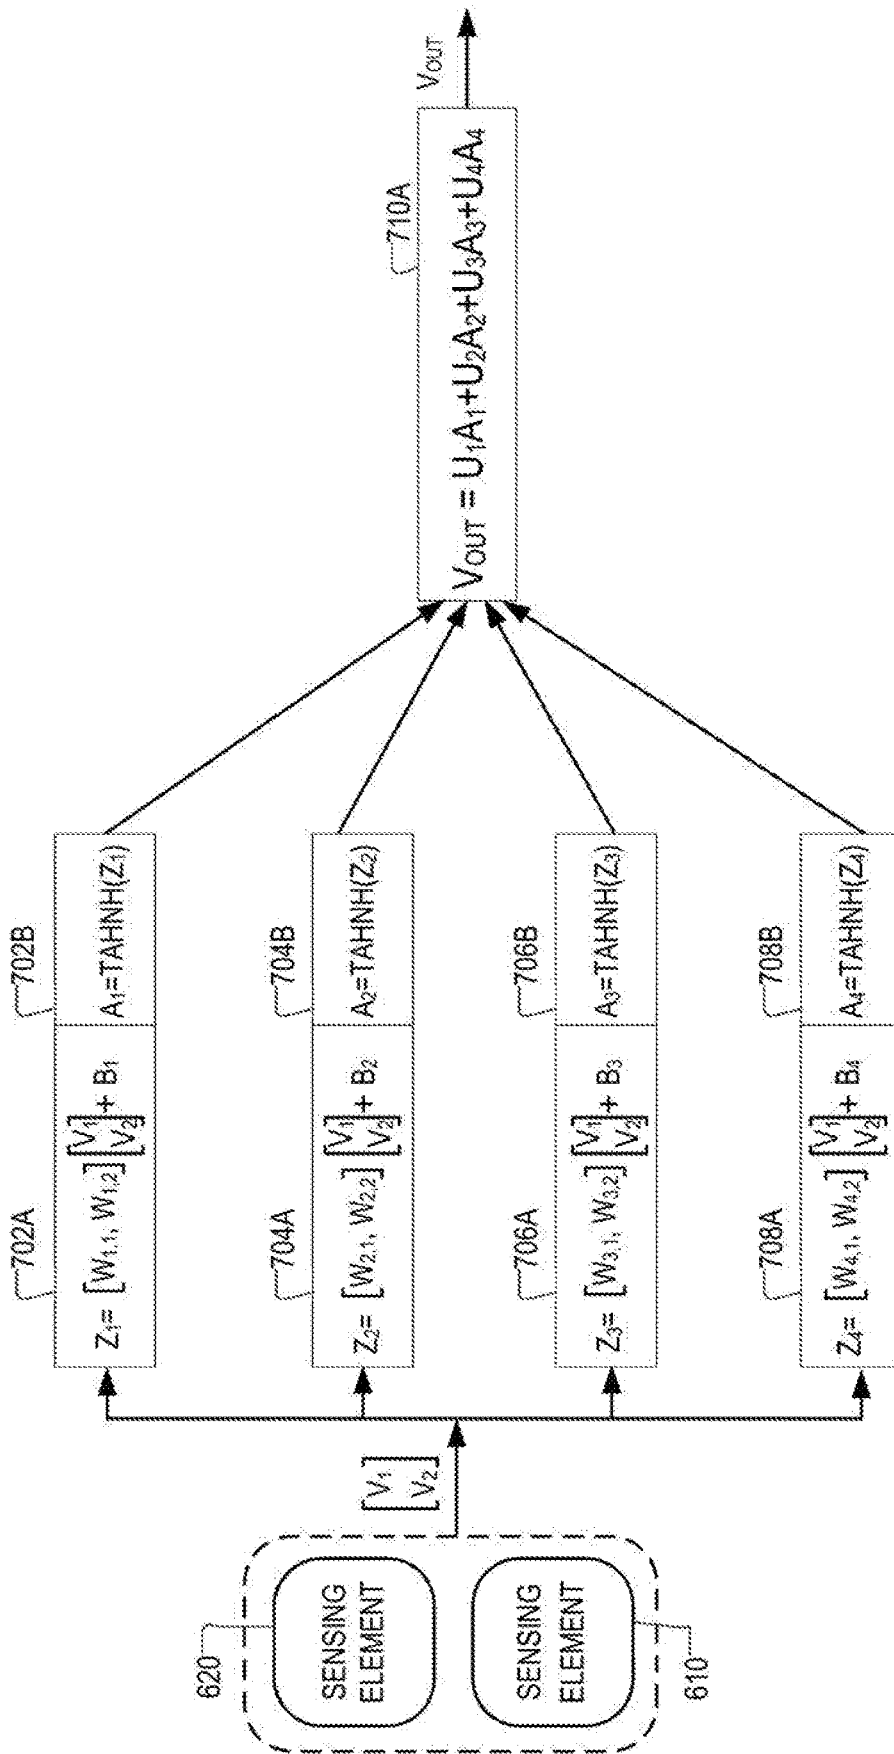 620
SENSING
ELEMENT
SENSING
ELEMENT
610
[V1
V2]
702A
Z1= [W1,1, W1,2] [V1
V2] + B1
702B
A1=TAHNH(Z1)
704A
Z2= [W2,1, W2,2] [V1
V2] + B2
704B
A2=TAHNH(Z2)
706A
Z3= [W3,1, W3,2] [V1
V2] + B3
706B
A3=TAHNH(Z3)
708A
Z4= [W4,1, W4,2] [V1
V2] + B4
708B
A4=TAHNH(Z4)
710A
VOUT = U1A1+U2A2+U3A3+U4A4
VOUT